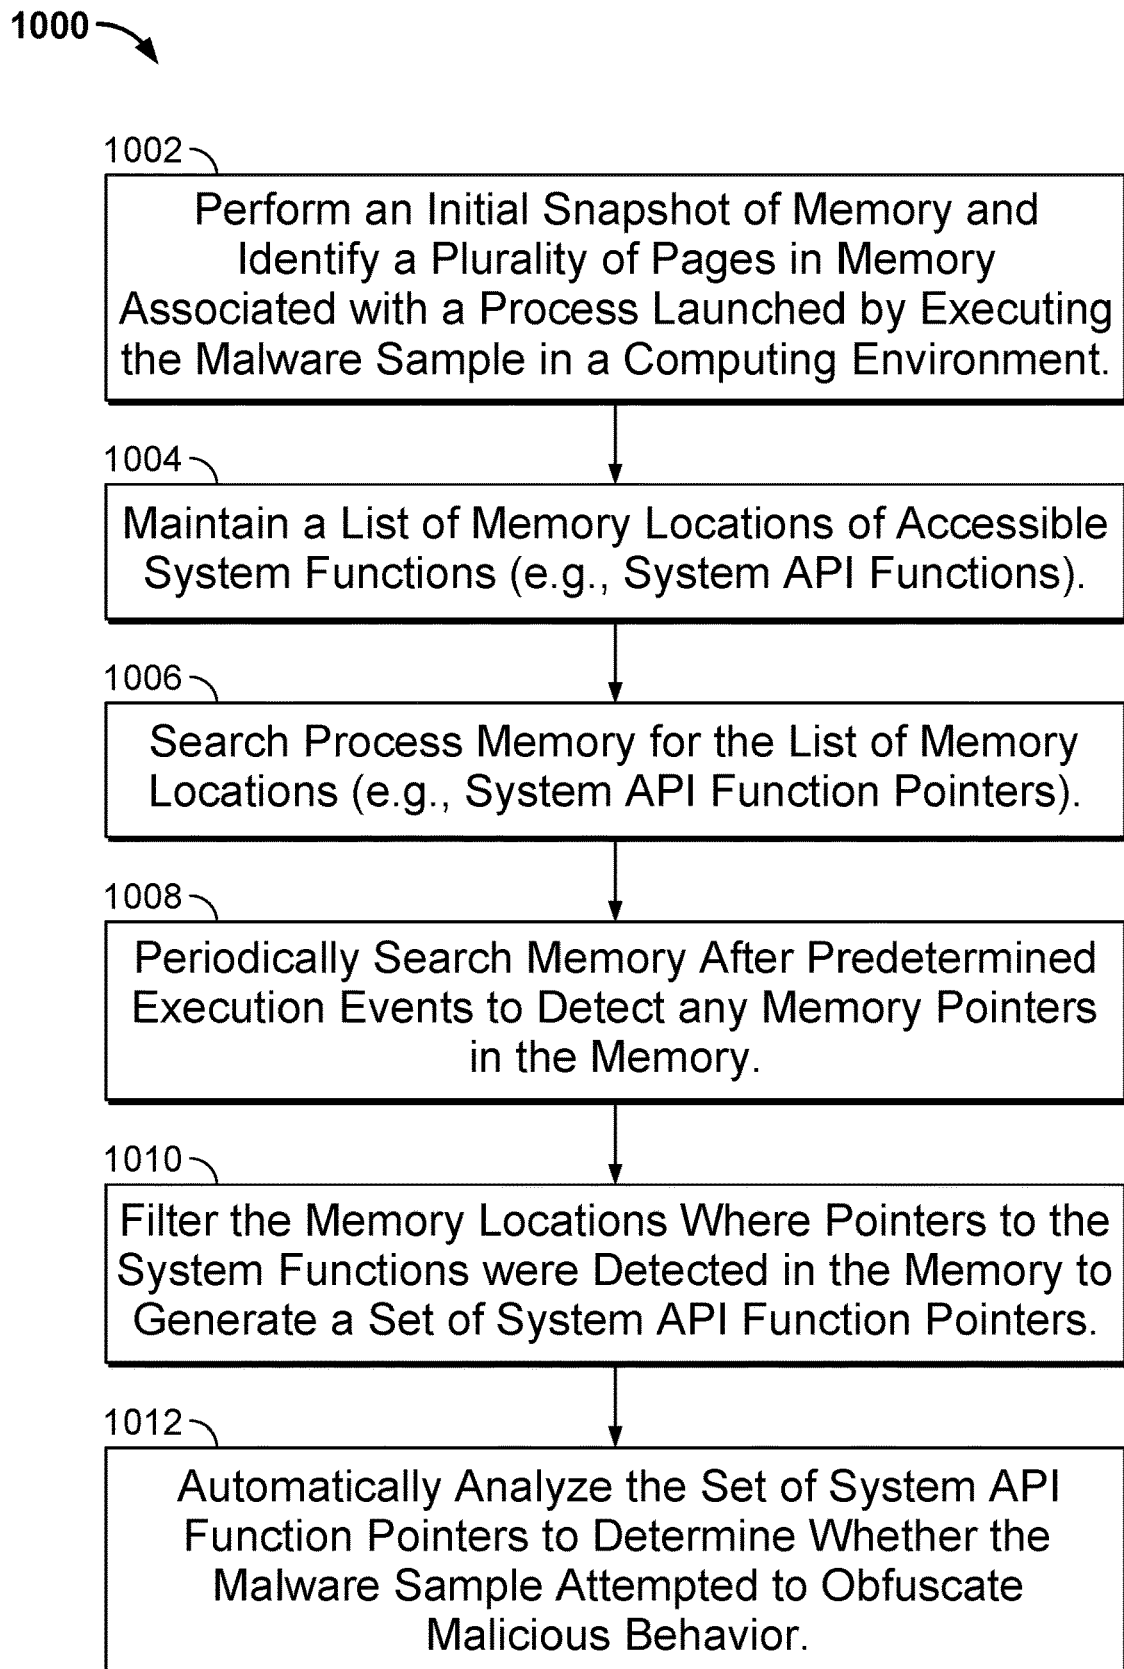 1000
1002
Perform an Initial Snapshot of Memory and
Identify a Plurality of Pages in Memory
Associated with a Process Launched by Executing
the Malware Sample in a Computing Environment.
1004
Maintain a List of Memory Locations of Accessible
System Functions (e.g., System API Functions).
1006
Search Process Memory for the List of Memory
Locations (e.g., System API Function Pointers).
1008
Periodically Search Memory After Predetermined
Execution Events to Detect any Memory Pointers
in the Memory.
1010
Filter the Memory Locations Where Pointers to the
System Functions were Detected in the Memory to
Generate a Set of System API Function Pointers.
1012
Automatically Analyze the Set of System API
Function Pointers to Determine Whether the
Malware Sample Attempted to Obfuscate
Malicious Behavior.